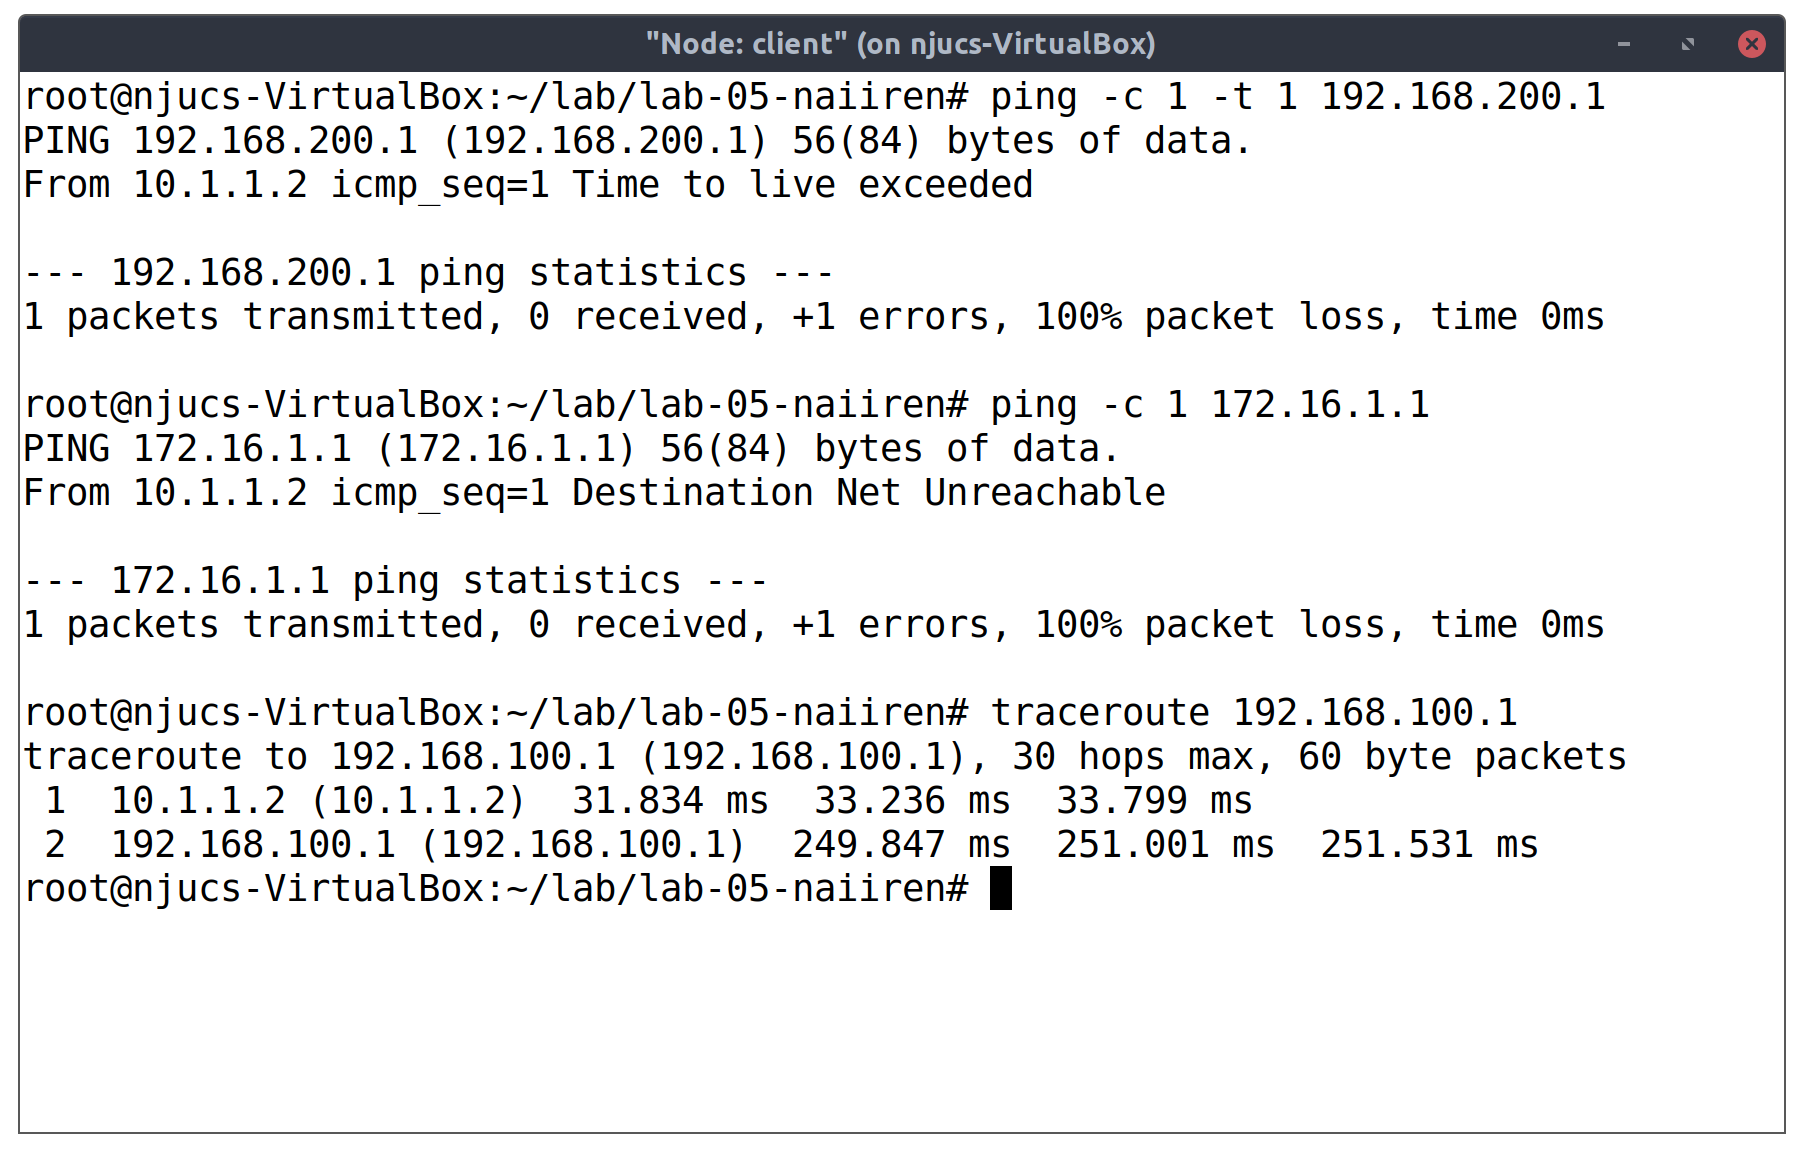 "Node: client" (on njucs-VirtualBox)
root@njucs-VirtualBox:~/lab/lab-05-naiiren# ping -c 1 -t 1 192.168.200.1
PING 192.168.200.1 (192.168.200.1) 56(84) bytes of data.
From 10.1.1.2 icmp_seq=1 Time to live exceeded
--- 192.168.200.1 ping statistics ---
1 packets transmitted, 0 received, +1 errors, 100% packet loss, time 0ms
root@njucs-VirtualBox:~/lab/lab-05-naiiren# ping -c 1 172.16.1.1
PING 172.16.1.1 (172.16.1.1) 56(84) bytes of data.
From 10.1.1.2 icmp_seq=1 Destination Net Unreachable
--- 172.16.1.1 ping statistics ---
1 packets transmitted, 0 received, +1 errors, 100% packet loss, time 0ms
root@njucs-VirtualBox:~/lab/lab-05-naiiren# traceroute 192.168.100.1
traceroute to 192.168.100.1 (192.168.100.1), 30 hops max, 60 byte packets
 1  10.1.1.2 (10.1.1.2)  31.834 ms  33.236 ms  33.799 ms
 2  192.168.100.1 (192.168.100.1)  249.847 ms  251.001 ms  251.531 ms
root@njucs-VirtualBox:~/lab/lab-05-naiiren#